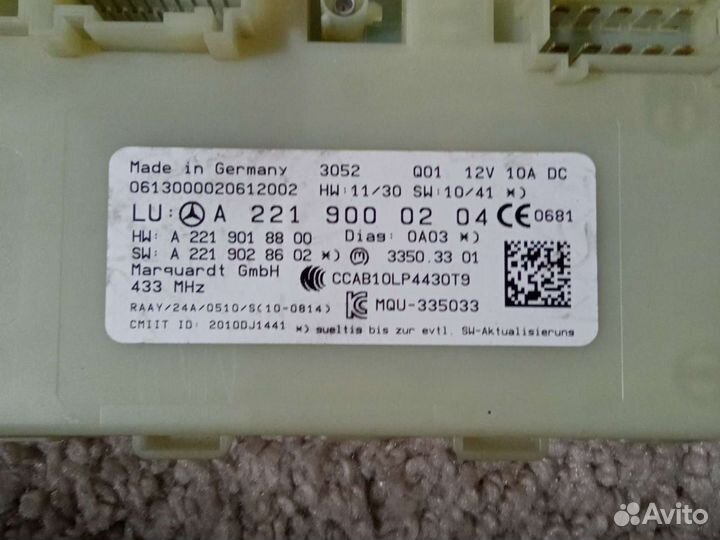 Made in Germany 3052 Q01 12V 10A DC
0613000020612002 HW:11/30 SW:10/41 *)
LU: A 221 900 02 04 CE 0681
HW: A 221 901 88 00 Diag: 0A03 *)
SW: A 221 902 86 02 *) M 3350.33 01
Marquardt GmbH CCC CCAB10LP4430T9
433 MHz
KC MQU-335033
RAAY/24A/0510/S(10-0814)
CMIIT ID: 2010DJ1441 *) gueltig bis zur evtl. SW-Aktualisierung
Avito